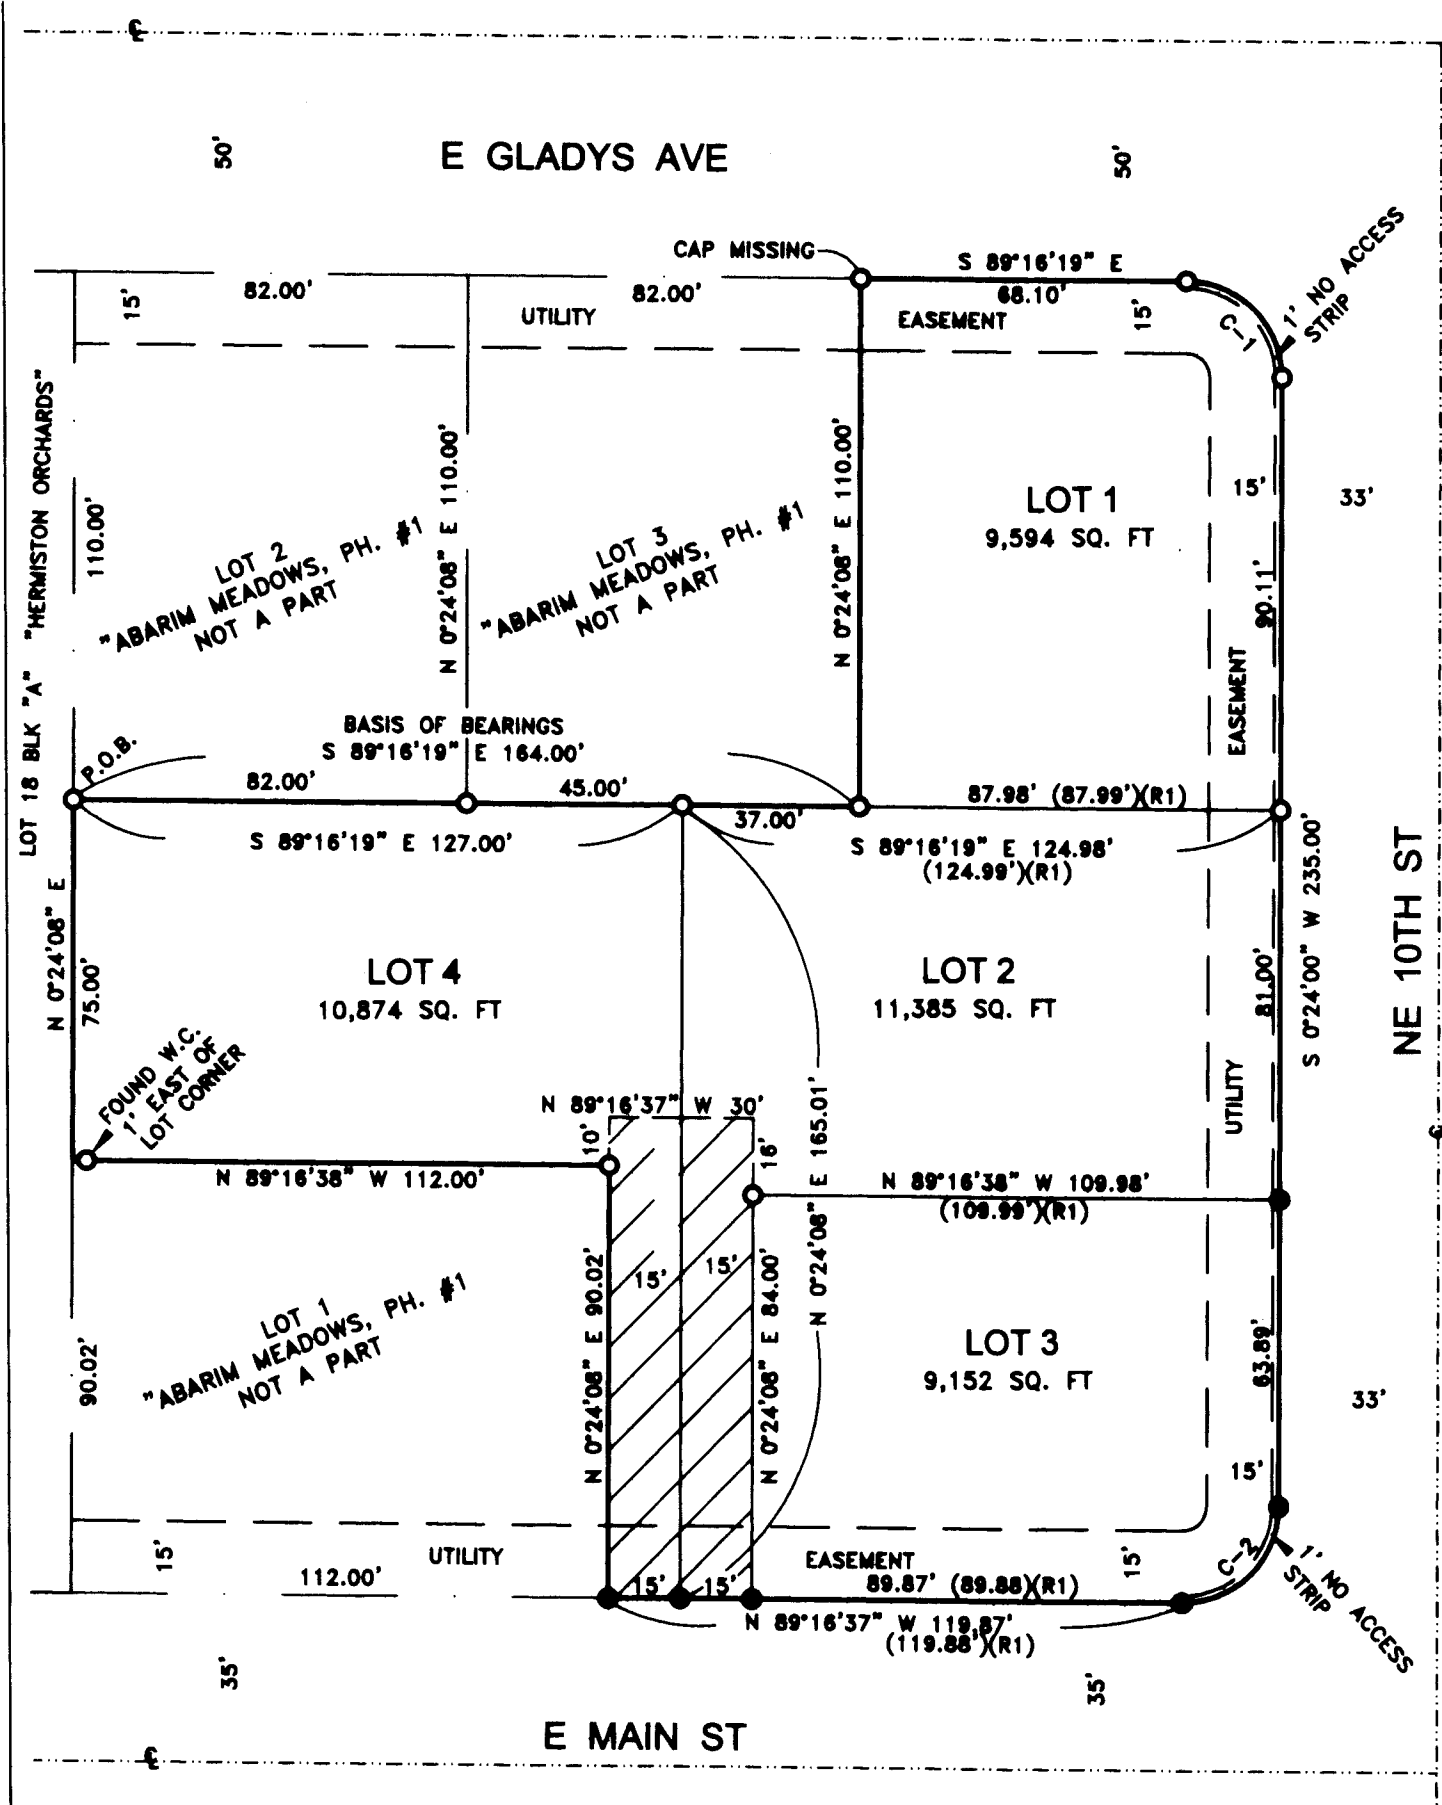 ℄
50'
E GLADYS AVE
50'
CAP MISSING
S 89°16'19" E
68.10'
1' NO ACCESS
STRIP
C-1
15'
82.00'
82.00'
15'
UTILITY
EASEMENT
LOT 18 BLK "A" "HERMISTON ORCHARDS"
110.00'
LOT 2
"ABARIM MEADOWS, PH. #1
NOT A PART
N 0°24'08" E 110.00'
LOT 3
"ABARIM MEADOWS, PH. #1
NOT A PART
N 0°24'08" E 110.00'
LOT 1
9,594 SQ. FT
15'
33'
90.11'
EASEMENT
P.O.B.
BASIS OF BEARINGS
S 89°16'19" E 164.00'
82.00'
45.00'
37.00'
87.98' (87.99')(R1)
S 89°16'19" E 127.00'
S 89°16'19" E 124.98'
(124.99')(R1)
S 0°24'00" W 235.00'
NE 10TH ST
N 0°24'08" E
75.00'
LOT 4
10,874 SQ. FT
LOT 2
11,385 SQ. FT
81.00'
UTILITY
℄
FOUND W.C.
1' EAST OF
LOT CORNER
N 89°16'37" W 30'
10'
16'
N 0°24'08" E 165.01'
N 89°16'38" W 112.00'
N 89°16'38" W 109.98'
(109.99')(R1)
15'
15'
N 0°24'08" E 90.02'
N 0°24'08" E 84.00'
LOT 1
"ABARIM MEADOWS, PH. #1
NOT A PART
90.02'
LOT 3
9,152 SQ. FT
63.89'
33'
15'
15'
UTILITY
EASEMENT
15'
C-2
1' NO ACCESS
STRIP
112.00'
15'
15'
89.87' (89.88)(R1)
N 89°16'37" W 119.87'
(119.88')(R1)
35'
35'
E MAIN ST
℄